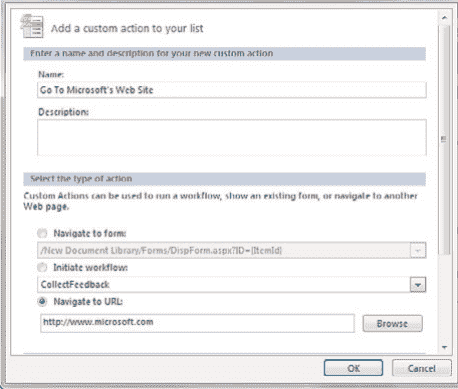 Add a custom action to your list
Enter a name and description for your new custom action
Name:
Go To Microsoft's Web Site
Description:
Select the type of action
Custom Actions can be used to run a workflow, show an existing form, or navigate to another
Web page.
Navigate to form:
/New Document Library/Forms/DispForm.aspx?ID={ItemId}
Initiate workflow:
CollectFeedback
Navigate to URL:
http://www.microsoft.com
Browse
OK
Cancel